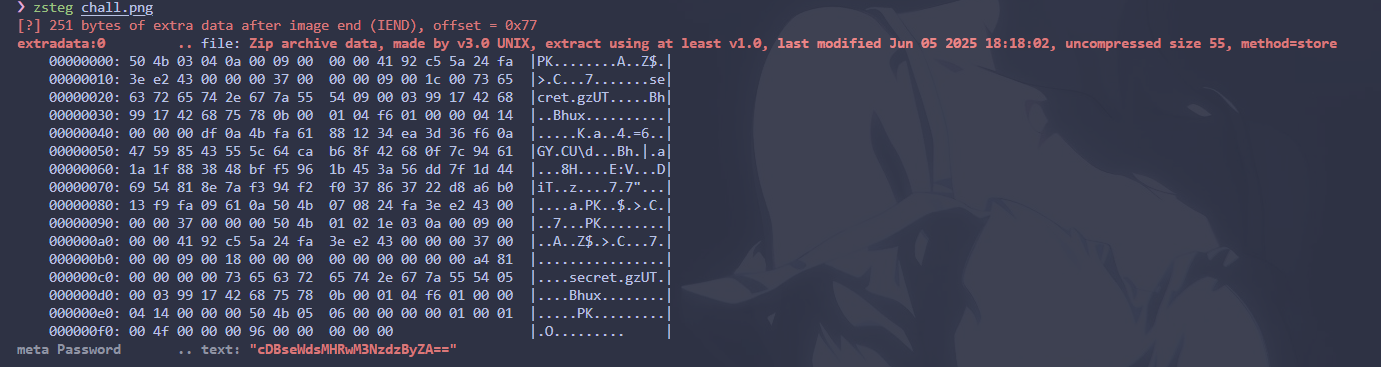 ❯ zsteg chall.png
[?] 251 bytes of extra data after image end (IEND), offset = 0x77
extradata:0         .. file: Zip archive data, made by v3.0 UNIX, extract using at least v1.0, last modified Jun 05 2025 18:18:02, uncompressed size 55, method=store
    00000000: 50 4b 03 04 0a 00 09 00  00 00 41 92 c5 5a 24 fa  |PK........A..Z$.|
    00000010: 3e e2 43 00 00 00 37 00  00 00 09 00 1c 00 73 65  |>.C...7.......se|
    00000020: 63 72 65 74 2e 67 7a 55  54 09 00 03 99 17 42 68  |cret.gzUT.....Bh|
    00000030: 99 17 42 68 75 78 0b 00  01 04 f6 01 00 00 04 14  |..Bhux..........|
    00000040: 00 00 00 df 0a 4b fa 61  88 12 34 ea 3d 36 f6 0a  |.....K.a..4.=6..|
    00000050: 47 59 85 43 55 5c 64 ca  b6 8f 42 68 0f 7c 94 61  |GY.CU\d...Bh.|.a|
    00000060: 1a 1f 88 38 48 bf f5 96  1b 45 3a 56 dd 7f 1d 44  |...8H....E:V...D|
    00000070: 69 54 81 8e 7a f3 94 f2  f0 37 86 37 22 d8 a6 b0  |iT..z....7.7"...|
    00000080: 13 f9 fa 09 61 0a 50 4b  07 08 24 fa 3e e2 43 00  |....a.PK..$.>.C.|
    00000090: 00 00 37 00 00 00 50 4b  01 02 1e 03 0a 00 09 00  |..7...PK........|
    000000a0: 00 00 41 92 c5 5a 24 fa  3e e2 43 00 00 00 37 00  |..A..Z$.>.C...7.|
    000000b0: 00 00 09 00 18 00 00 00  00 00 00 00 00 00 a4 81  |................|
    000000c0: 00 00 00 00 73 65 63 72  65 74 2e 67 7a 55 54 05  |....secret.gzUT.|
    000000d0: 00 03 99 17 42 68 75 78  0b 00 01 04 f6 01 00 00  |....Bhux........|
    000000e0: 04 14 00 00 00 50 4b 05  06 00 00 00 00 01 00 01  |.....PK.........|
    000000f0: 00 4f 00 00 00 96 00 00  00 00 00                 |.O.........     |
meta Password       .. text: "cDBseWdsMHRwM3NzdzByZA=="